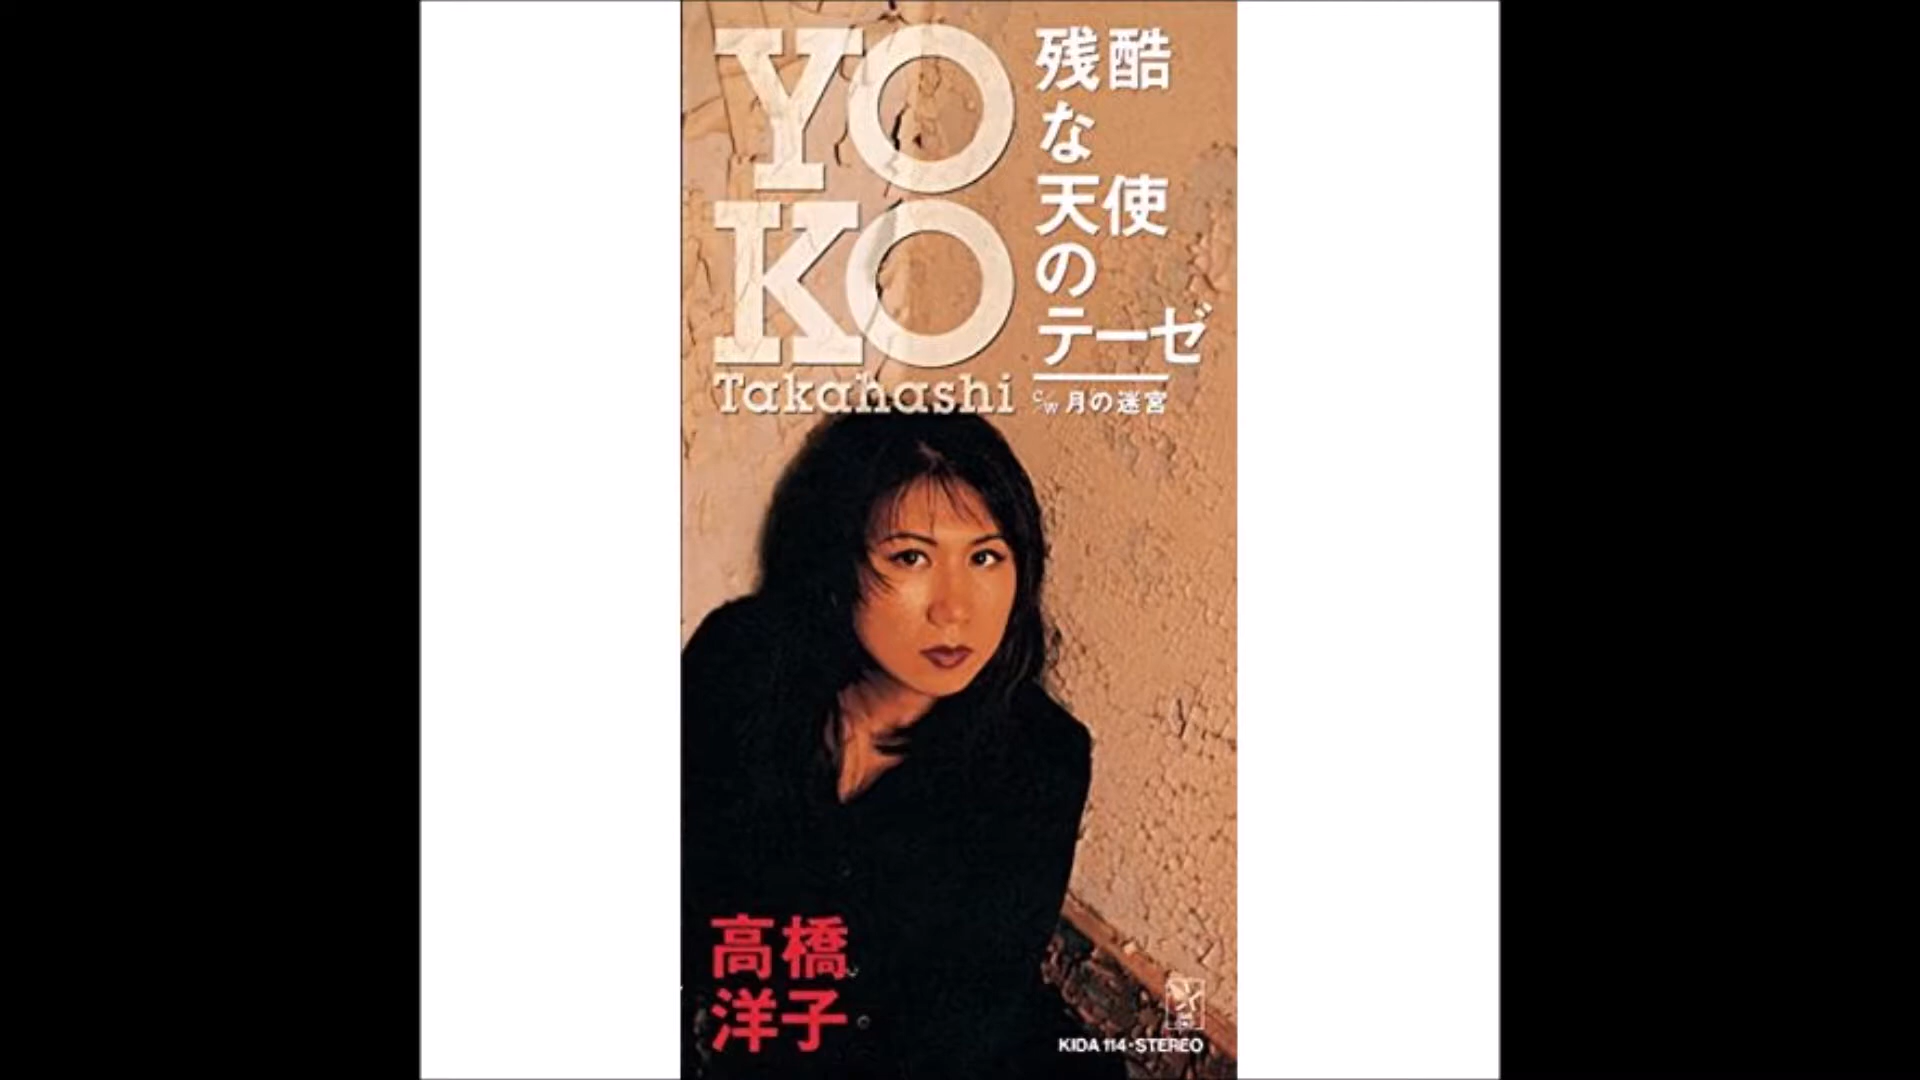 YO
KO
Takahashi
残酷
な
天使
の
テーゼ
c/w 月の迷宮
高橋
洋子
KIDA 114・STEREO